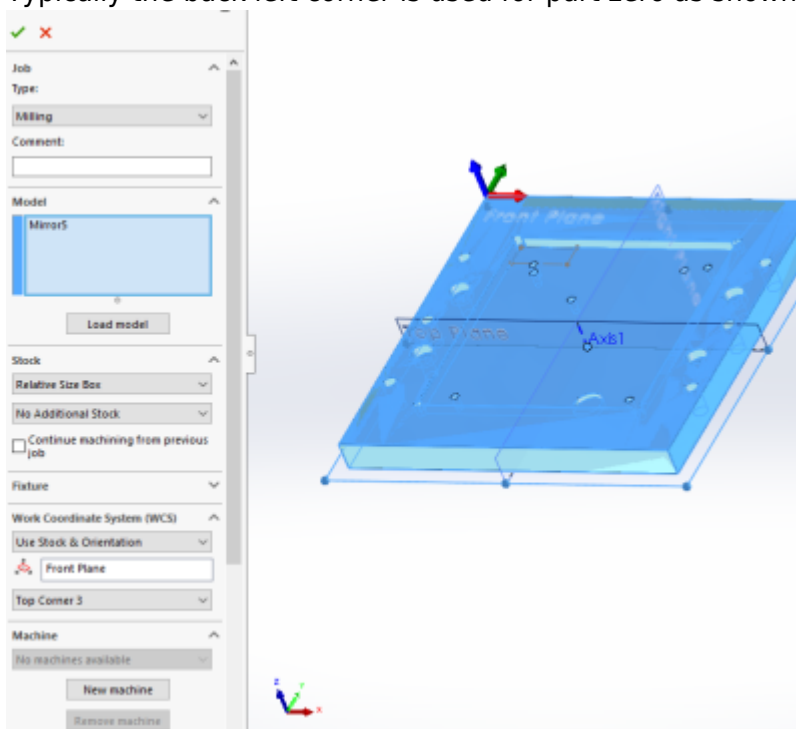 Typically the back left corner is used for part zero as shown
Job
Type:
Milling
Comment:
Model
Mirror5
Load model
Stock
Relative Size Box
No Additional Stock
Continue machining from previous
job
Fixture
Work Coordinate System (WCS)
Use Stock & Orientation
Front Plane
Top Corner 3
Machine
No machines available
New machine
Remove machine
Front Plane
Plane
Axis1
z
Y
x